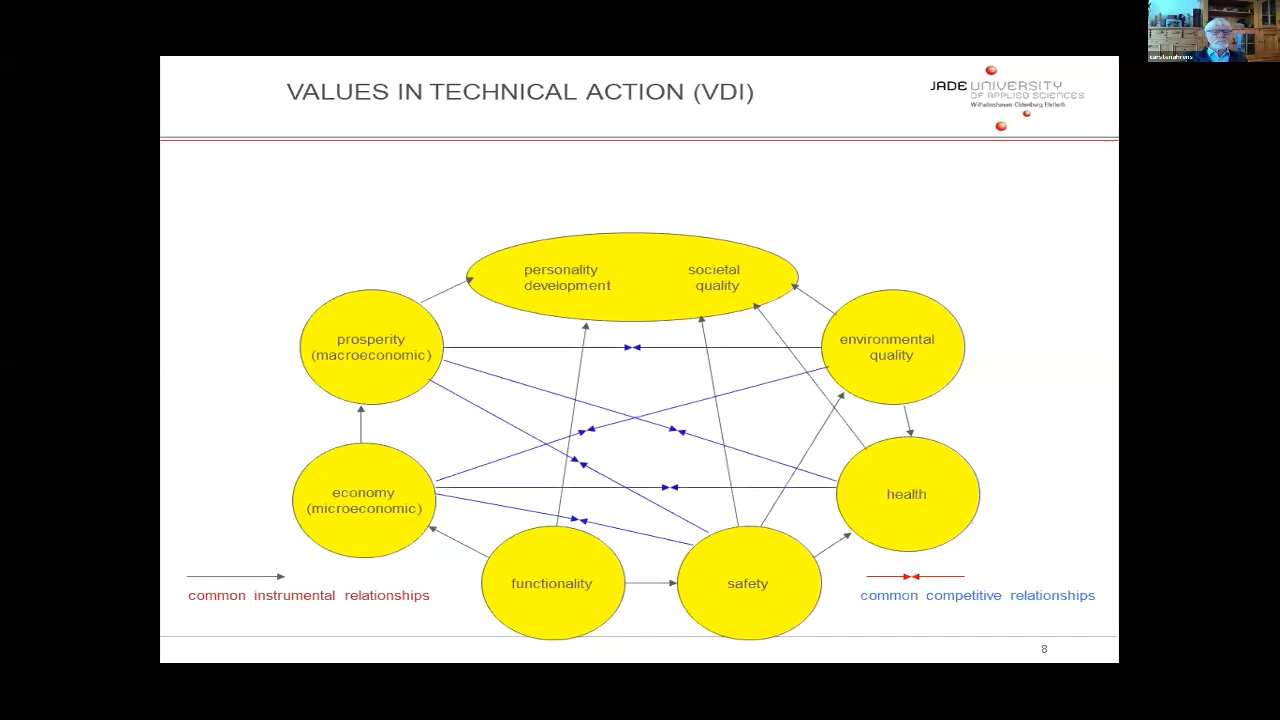 carstenahrens
VALUES IN TECHNICAL ACTION (VDI)
JADE UNIVERSITY
OF APPLIED SCIENCES
Wilhelmshaven Oldenburg Elsfleth
personality
development
societal
quality
prosperity
(macroeconomic)
environmental
quality
economy
(microeconomic)
health
functionality
safety
common instrumental relationships
common competitive relationships
8